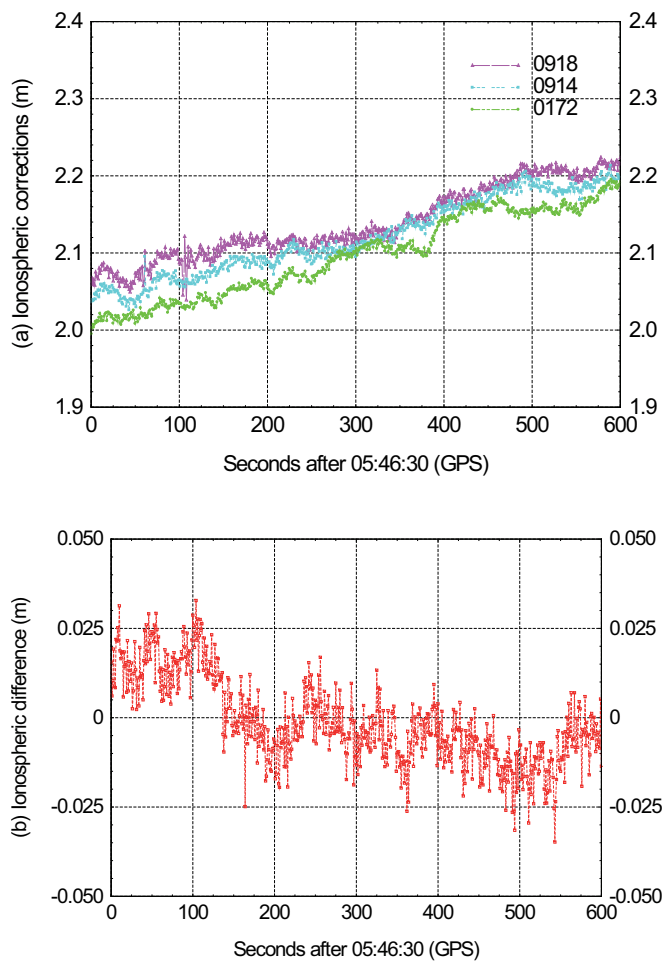 2.4 2.4
0918
0914
0172
2.3 2.3
2.2 2.2
2.1 2.1
2.0 2.0
1.9 1.9
(a) Ionospheric corrections (m)
0 100 200 300 400 500 600
Seconds after 05:46:30 (GPS)
0.050 0.050
0.025 0.025
0 0
-0.025 -0.025
-0.050 -0.050
(b) Ionospheric difference (m)
0 100 200 300 400 500 600
Seconds after 05:46:30 (GPS)